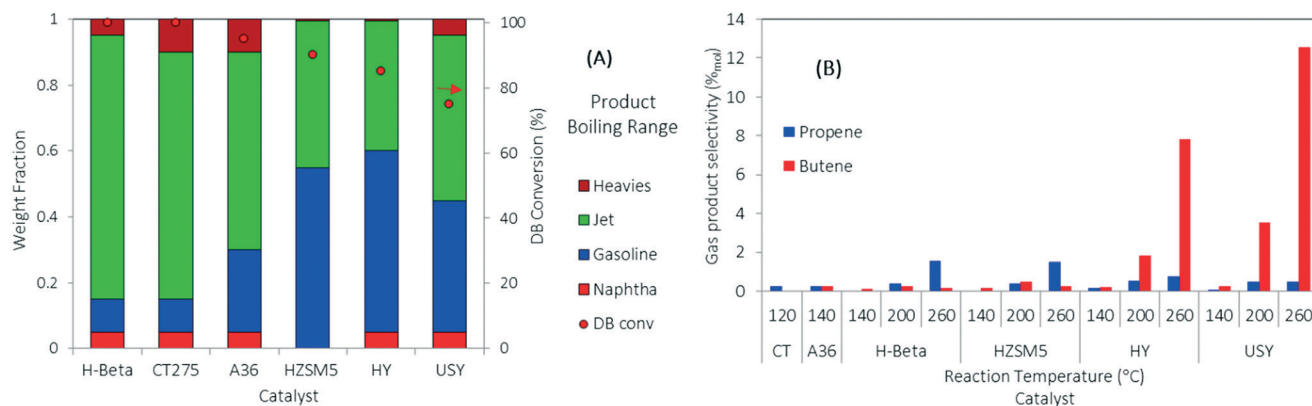 (A)
Weight Fraction
1
0.8
0.6
0.4
0.2
0
100
80
60
40
20
0
DB Conversion (%)
H-Beta CT275 A36 HZSM5 HY USY
Catalyst
Product
Boiling Range
Heavies
Jet
Gasoline
Naphtha
DB conv
(B)
Gas product selectivity (%mol)
14
12
10
8
6
4
2
0
Propene
Butene
120 140 140 200 260 140 200 260 140 200 260 140 200 260
CT A36 H-Beta HZSM5 HY USY
Reaction Temperature (°C)
Catalyst